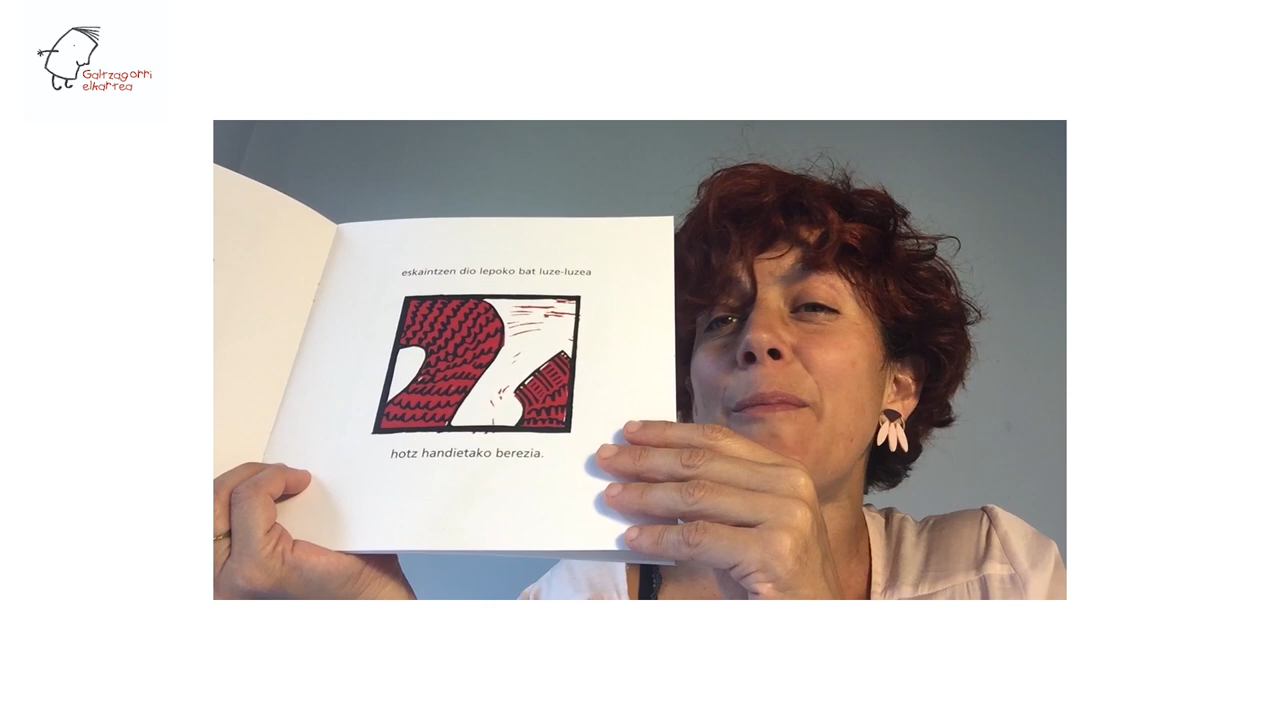 Galtzagorri
elkartea
eskaintzen dio lepoko bat luze-luzea
hotz handietako berezia.